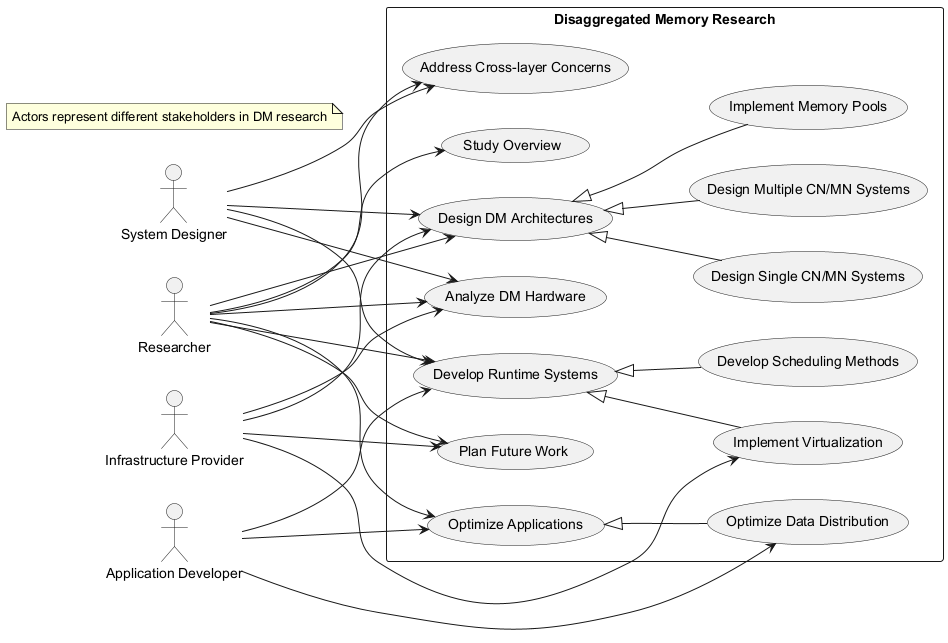 Disaggregated Memory Research
Address Cross-layer Concerns
Implement Memory Pools
Actors represent different stakeholders in DM research
Study Overview
Design Multiple CN/MN Systems
Design DM Architectures
System Designer
Design Single CN/MN Systems
Analyze DM Hardware
Researcher
Develop Scheduling Methods
Develop Runtime Systems
Implement Virtualization
Plan Future Work
Infrastructure Provider
Optimize Data Distribution
Optimize Applications
Application Developer